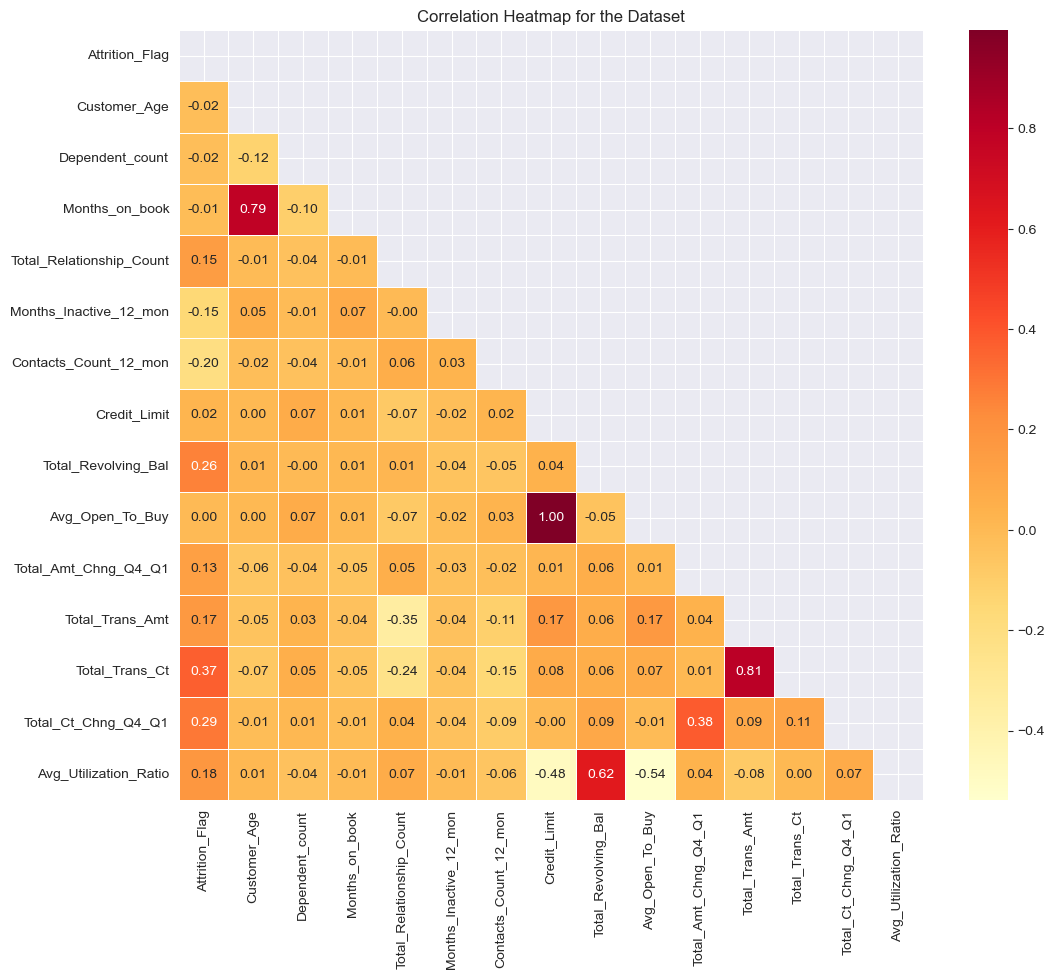 Correlation Heatmap for the Dataset
Attrition_Flag
Customer_Age -0.02
Dependent_count -0.02 -0.12
Months_on_book -0.01 0.79 -0.10
Total_Relationship_Count 0.15 -0.01 -0.04 -0.01
Months_Inactive_12_mon -0.15 0.05 -0.01 0.07 -0.00
Contacts_Count_12_mon -0.20 -0.02 -0.04 -0.01 0.06 0.03
Credit_Limit 0.02 0.00 0.07 0.01 -0.07 -0.02 0.02
Total_Revolving_Bal 0.26 0.01 -0.00 0.01 0.01 -0.04 -0.05 0.04
Avg_Open_To_Buy 0.00 0.00 0.07 0.01 -0.07 -0.02 0.03 1.00 -0.05
Total_Amt_Chng_Q4_Q1 0.13 -0.06 -0.04 -0.05 0.05 -0.03 -0.02 0.01 0.06 0.01
Total_Trans_Amt 0.17 -0.05 0.03 -0.04 -0.35 -0.04 -0.11 0.17 0.06 0.17 0.04
Total_Trans_Ct 0.37 -0.07 0.05 -0.05 -0.24 -0.04 -0.15 0.08 0.06 0.07 0.01 0.81
Total_Ct_Chng_Q4_Q1 0.29 -0.01 0.01 -0.01 0.04 -0.04 -0.09 -0.00 0.09 -0.01 0.38 0.09 0.11
Avg_Utilization_Ratio 0.18 0.01 -0.04 -0.01 0.07 -0.01 -0.06 -0.48 0.62 -0.54 0.04 -0.08 0.00 0.07
Attrition_Flag
Customer_Age
Dependent_count
Months_on_book
Total_Relationship_Count
Months_Inactive_12_mon
Contacts_Count_12_mon
Credit_Limit
Total_Revolving_Bal
Avg_Open_To_Buy
Total_Amt_Chng_Q4_Q1
Total_Trans_Amt
Total_Trans_Ct
Total_Ct_Chng_Q4_Q1
Avg_Utilization_Ratio
0.8
0.6
0.4
0.2
0.0
−0.2
−0.4